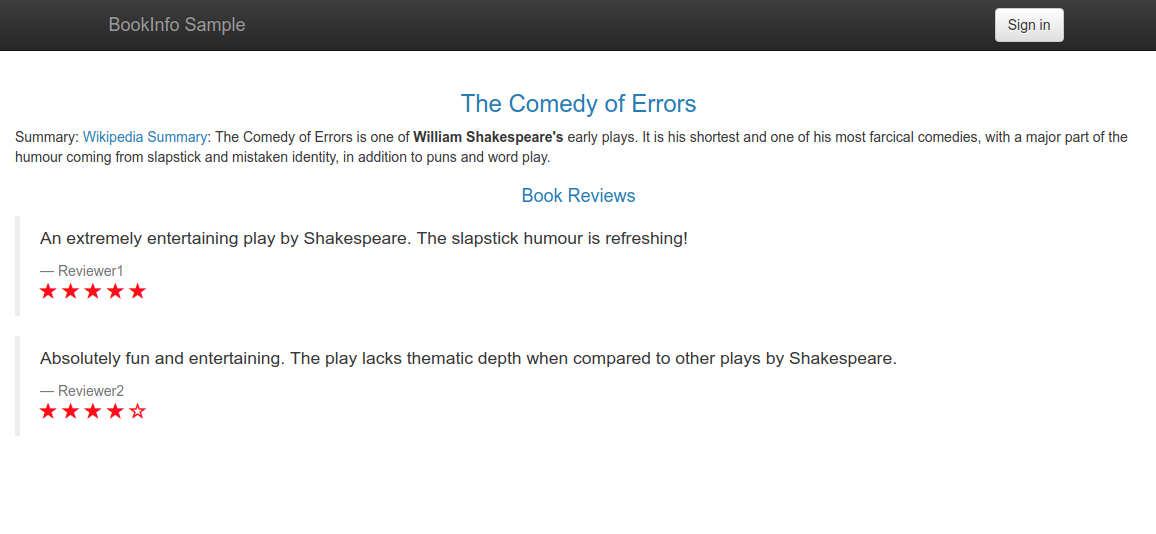 BookInfo Sample
Sign in
The Comedy of Errors
Summary: Wikipedia Summary: The Comedy of Errors is one of William Shakespeare's early plays. It is his shortest and one of his most farcical comedies, with a major part of the
humour coming from slapstick and mistaken identity, in addition to puns and word play.
Book Reviews
An extremely entertaining play by Shakespeare. The slapstick humour is refreshing!
— Reviewer1
Absolutely fun and entertaining. The play lacks thematic depth when compared to other plays by Shakespeare.
— Reviewer2